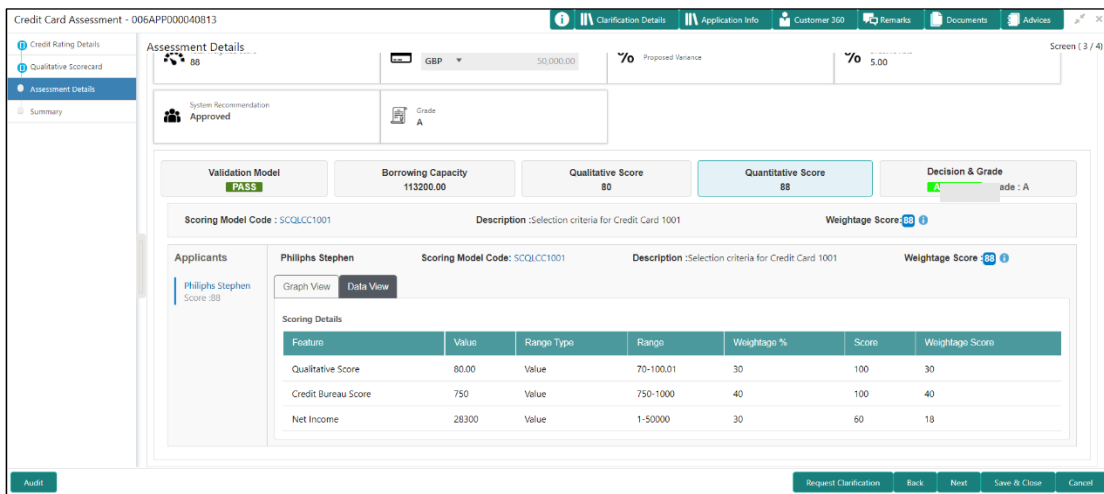 Credit Card Assessment - 006APP000040813
Clarification Details
Application Info
Customer 360
Remarks
Documents
Advices
Credit Rating Details
Qualitative Scorecard
Assessment Details
Summary
Assessment Details
Screen ( 3 / 4)
88
GBP
50,000.00
Proposed Variance
5.00
System Recommendation
Approved
Grade
A
Validation Model
PASS
Borrowing Capacity
113200.00
Qualitative Score
80
Quantitative Score
88
Decision & Grade
ade : A
Scoring Model Code : SCQLCC1001
Description :Selection criteria for Credit Card 1001
Weightage Score: 88
Applicants
Philiphs Stephen
Score :88
Philiphs Stephen
Scoring Model Code: SCQLCC1001
Description :Selection criteria for Credit Card 1001
Weightage Score : 88
Graph View
Data View
Scoring Details
Feature Value Range Type Range Weightage % Score Weightage Score
Qualitative Score 80.00 Value 70-100.01 30 100 30
Credit Bureau Score 750 Value 750-1000 40 100 40
Net Income 28300 Value 1-50000 30 60 18
Audit
Request Clarification
Back
Next
Save & Close
Cancel